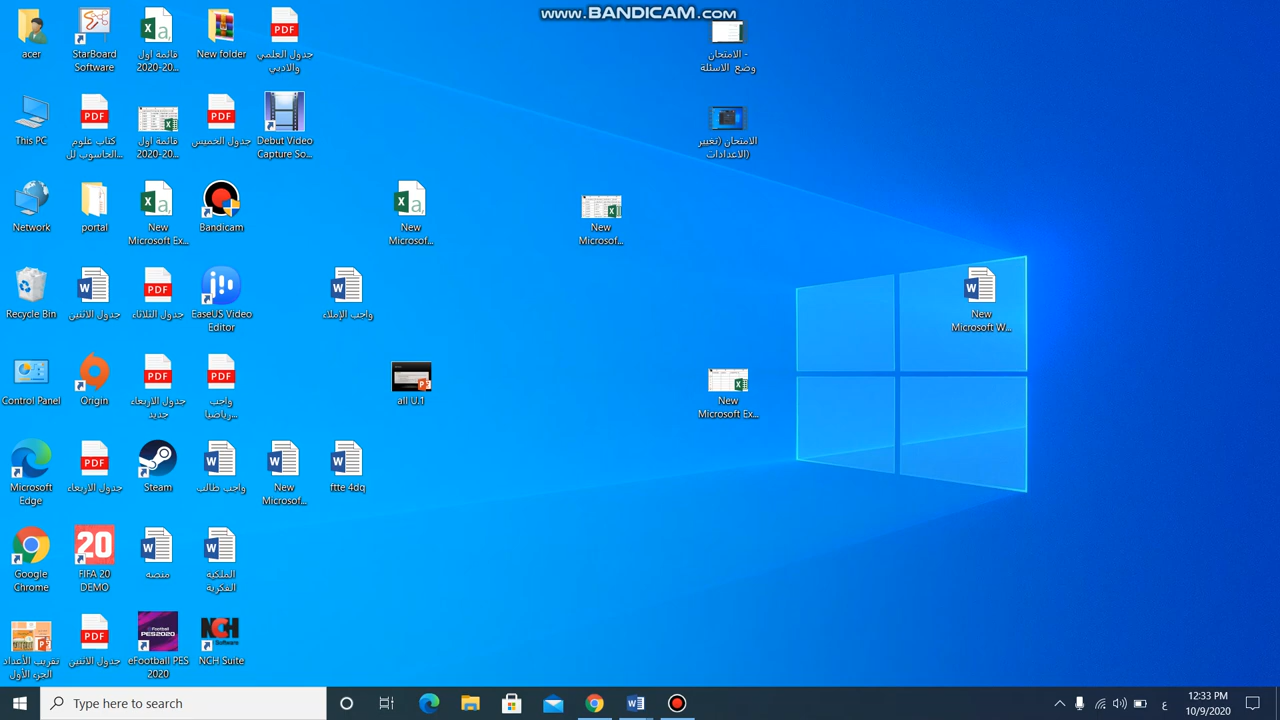 www.BANDICAM.com
acer
StarBoard
Software
قائمة اول
2020-20...
New folder
جدول العلمي
والادبي
الامتحان -
وضع الاسئلة
This PC
كتاب علوم
الحاسوب لل...
قائمة اول
2020-20...
جدول الخميس
Debut Video
Capture So...
الامتحان (تغيير
الاعدادات)
Network
portal
New
Microsoft Ex...
Bandicam
New
Microsof...
New
Microsof...
Recycle Bin
جدول الاثنين
جدول الثلاثاء
EaseUS Video
Editor
واجب الإملاء
New
Microsoft W...
Control Panel
Origin
جدول الاربعاء
جديد
واجب
رياضيا...
all U.1
New
Microsoft Ex...
Microsoft
Edge
جدول الاربعاء
Steam
واجب طالب
New
Microsof...
ftte 4dq
Google
Chrome
20
FIFA 20
DEMO
منصه
الملكية
الفكرية
تقريب الأعداد
الجزء الأول
جدول الاثنين
eFootball PES
2020
NCH
NCH Suite
Type here to search
ع
12:33 PM
10/9/2020